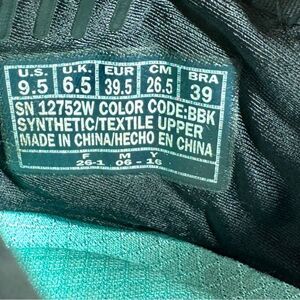 U.S. U.K. EUR CM BRA
9.5 6.5 39.5 26.5 39
SN 12752W COLOR CODE:BBK
SYNTHETIC/TEXTILE UPPER
MADE IN CHINA/HECHO EN CHINA
F M Y
26-1 06 - 16